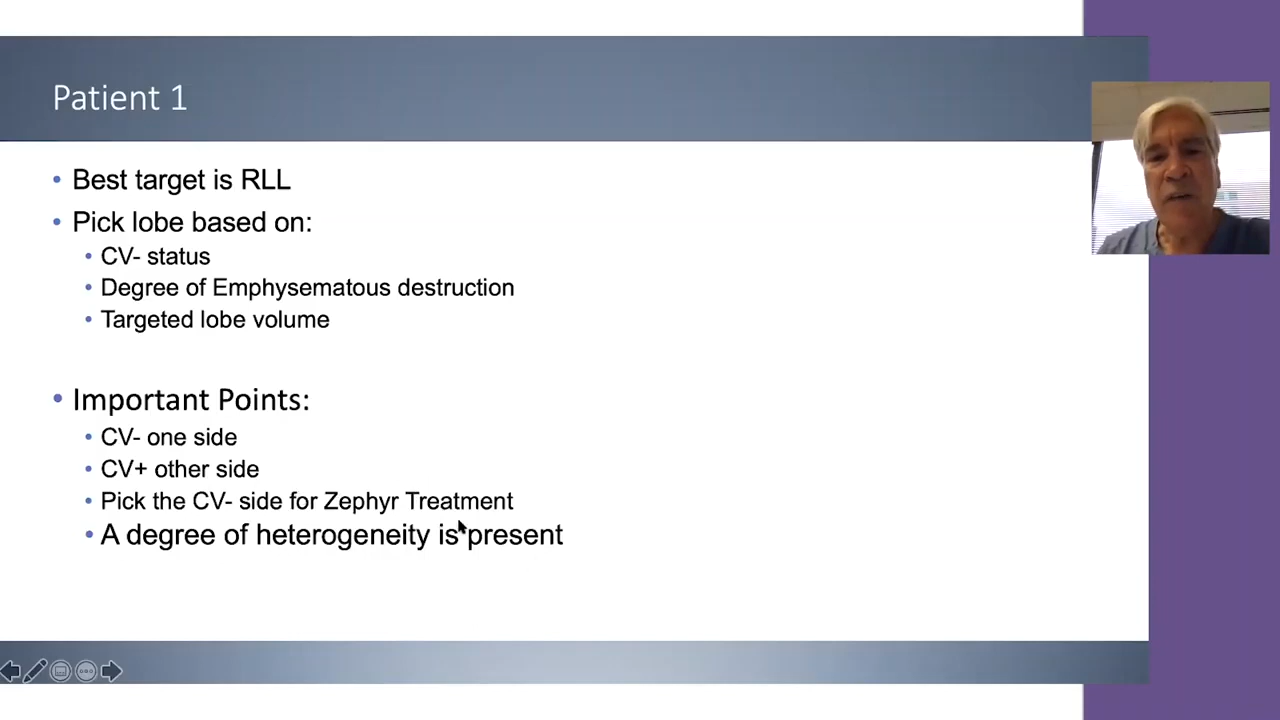 Patient 1
• Best target is RLL
• Pick lobe based on:
• CV- status
• Degree of Emphysematous destruction
• Targeted lobe volume
• Important Points:
• CV- one side
• CV+ other side
• Pick the CV- side for Zephyr Treatment
• A degree of heterogeneity is present